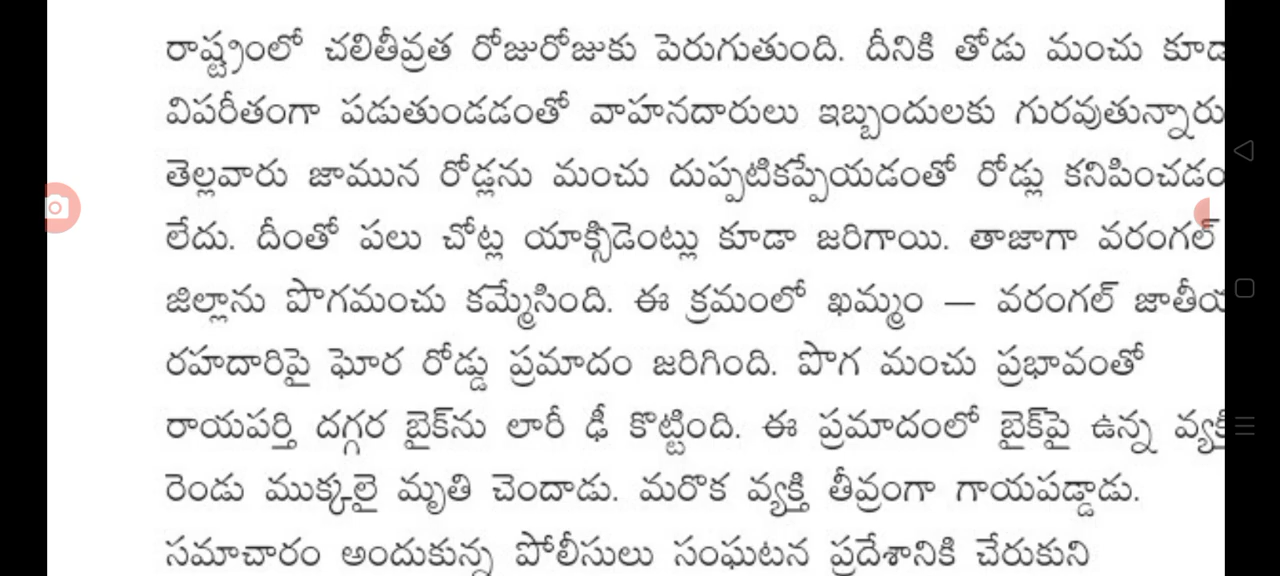 రాష్ట్రంలో చలితీవ్రత రోజురోజుకు పెరుగుతుంది. దీనికి తోడు మంచు కూడ
విపరీతంగా పడుతుండడంతో వాహనదారులు ఇబ్బందులకు గురవుతున్నారు
తెల్లవారు జామున రోడ్లను మంచు దుప్పటికప్పేయడంతో రోడ్లు కనిపించడం
లేదు. దీంతో పలు చోట్ల యాక్సిడెంట్లు కూడా జరిగాయి. తాజాగా వరంగల్
జిల్లాను పొగమంచు కమ్మేసింది. ఈ క్రమంలో ఖమ్మం – వరంగల్ జాతీయ
రహదారిపై ఘోర రోడ్డు ప్రమాదం జరిగింది. పొగ మంచు ప్రభావంతో
రాయపర్తి దగ్గర బైక్‌ను లారీ ఢీ కొట్టింది. ఈ ప్రమాదంలో బైక్‌పై ఉన్న వ్యక్తి
రెండు ముక్కలై మృతి చెందాడు. మరొక వ్యక్తి తీవ్రంగా గాయపడ్డాడు.
సమాచారం అందుకున్న పోలీసులు సంఘటన ప్రదేశానికి చేరుకుని